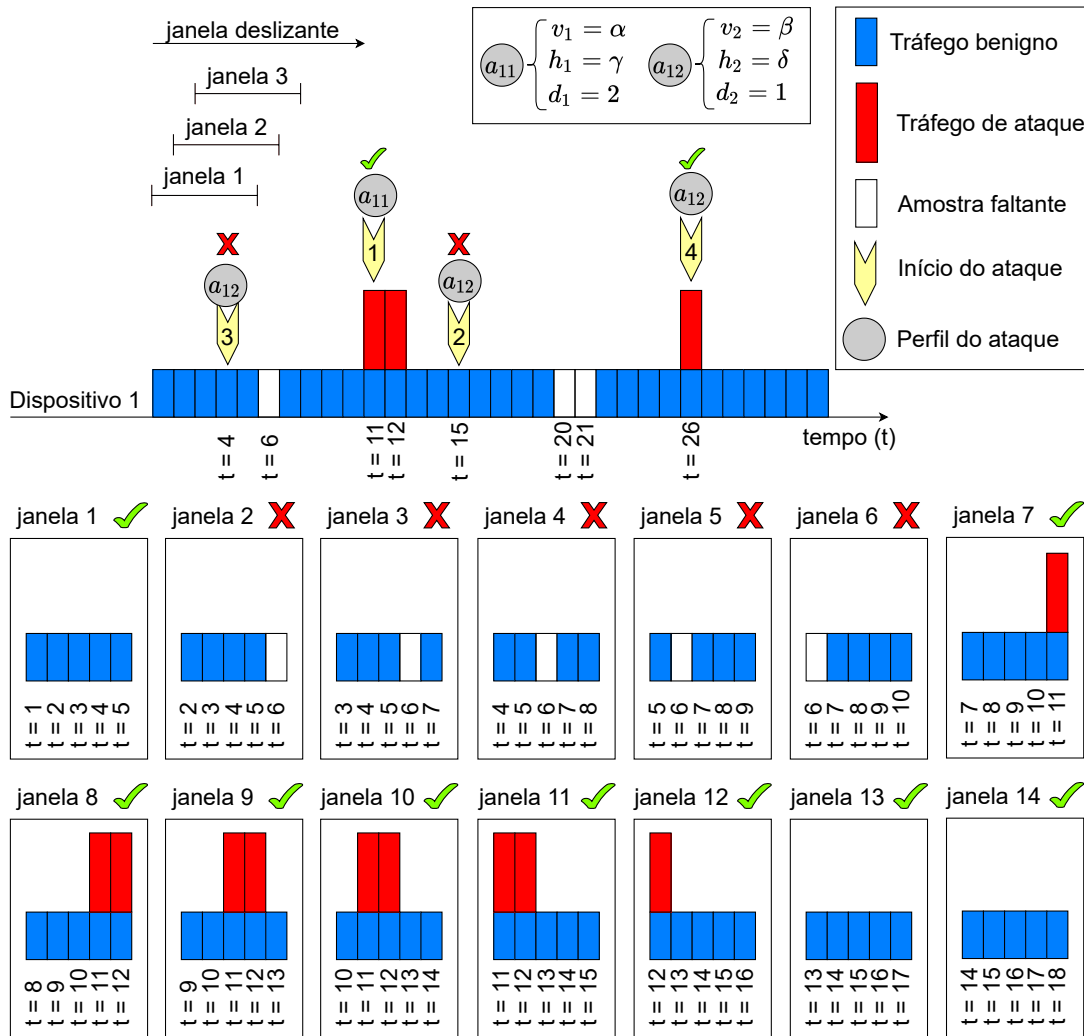 janela deslizante
janela 3
janela 2
janela 1
a₁₁ { v₁ = α
h₁ = γ
d₁ = 2
a₁₂ { v₂ = β
h₂ = δ
d₂ = 1
Tráfego benigno
Tráfego de ataque
Amostra faltante
Início do ataque
Perfil do ataque
a₁₂
3
a₁₁
1
a₁₂
2
a₁₂
4
Dispositivo 1
tempo (t)
t = 4
t = 6
t = 11
t = 12
t = 15
t = 20
t = 21
t = 26
janela 1
t = 1
t = 2
t = 3
t = 4
t = 5
janela 2
t = 2
t = 3
t = 4
t = 5
t = 6
janela 3
t = 3
t = 4
t = 5
t = 6
t = 7
janela 4
t = 4
t = 5
t = 6
t = 7
t = 8
janela 5
t = 5
t = 6
t = 7
t = 8
t = 9
janela 6
t = 6
t = 7
t = 8
t = 9
t = 10
janela 7
t = 7
t = 8
t = 9
t = 10
t = 11
janela 8
t = 8
t = 9
t = 10
t = 11
t = 12
janela 9
t = 9
t = 10
t = 11
t = 12
t = 13
janela 10
t = 10
t = 11
t = 12
t = 13
t = 14
janela 11
t = 11
t = 12
t = 13
t = 14
t = 15
janela 12
t = 12
t = 13
t = 14
t = 15
t = 16
janela 13
t = 13
t = 14
t = 15
t = 16
t = 17
janela 14
t = 14
t = 15
t = 16
t = 17
t = 18